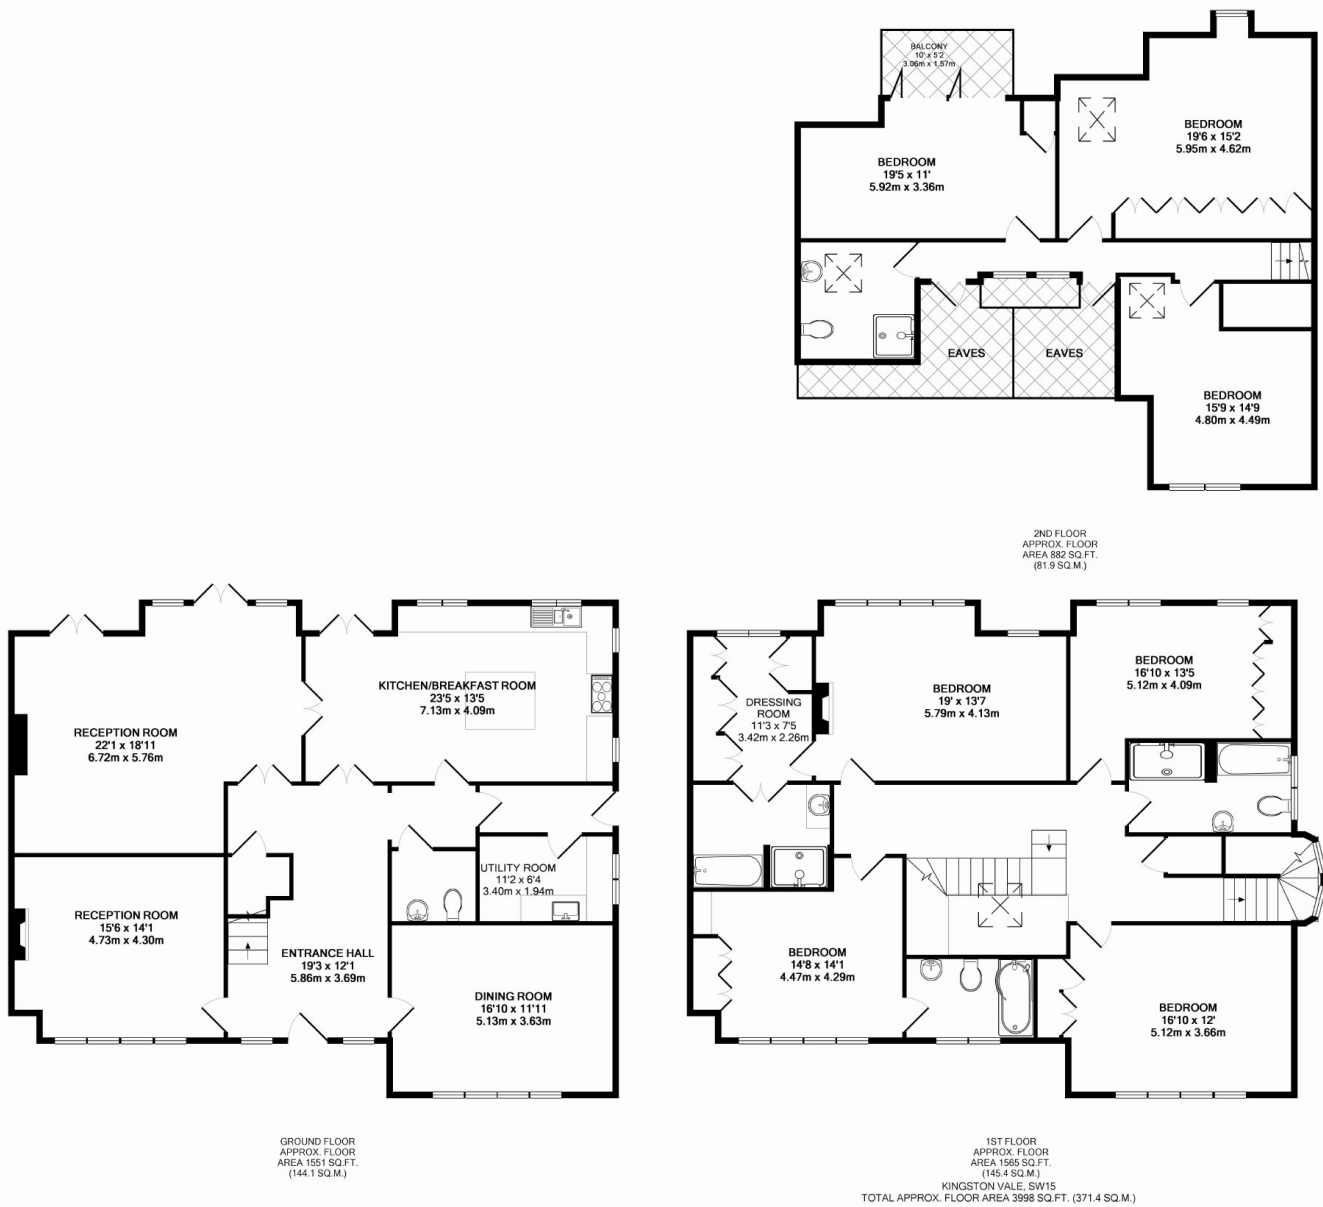 BALCONY
10' x 5'2
3.06m x 1.57m
BEDROOM
19'6 x 15'2
5.95m x 4.62m
BEDROOM
19'5 x 11'
5.92m x 3.36m
EAVES
EAVES
BEDROOM
15'9 x 14'9
4.80m x 4.49m
2ND FLOOR
APPROX. FLOOR
AREA 882 SQ.FT.
(81.9 SQ.M.)
KITCHEN/BREAKFAST ROOM
23'5 x 13'5
7.13m x 4.09m
RECEPTION ROOM
22'1 x 18'11
6.72m x 5.76m
UTILITY ROOM
11'2 x 6'4
3.40m x 1.94m
RECEPTION ROOM
15'6 x 14'1
4.73m x 4.30m
ENTRANCE HALL
19'3 x 12'1
5.86m x 3.69m
DINING ROOM
16'10 x 11'11
5.13m x 3.63m
GROUND FLOOR
APPROX. FLOOR
AREA 1551 SQ.FT.
(144.1 SQ.M.)
BEDROOM
16'10 x 13'5
5.12m x 4.09m
BEDROOM
19' x 13'7
5.79m x 4.13m
DRESSING
ROOM
11'3 x 7'5
3.42m x 2.26m
BEDROOM
14'8 x 14'1
4.47m x 4.29m
BEDROOM
16'10 x 12'
5.12m x 3.66m
1ST FLOOR
APPROX. FLOOR
AREA 1565 SQ.FT.
(145.4 SQ.M.)
KINGSTON VALE, SW15
TOTAL APPROX. FLOOR AREA 3998 SQ.FT. (371.4 SQ.M.)